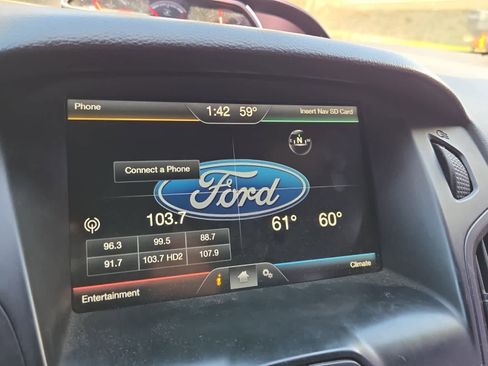 Phone 1:42 59° Insert Nav SD Card
N
Connect a Phone
Ford
103.7 61° 60°
96.3 99.5 88.7
91.7 103.7 HD2 107.9
Entertainment i Climate